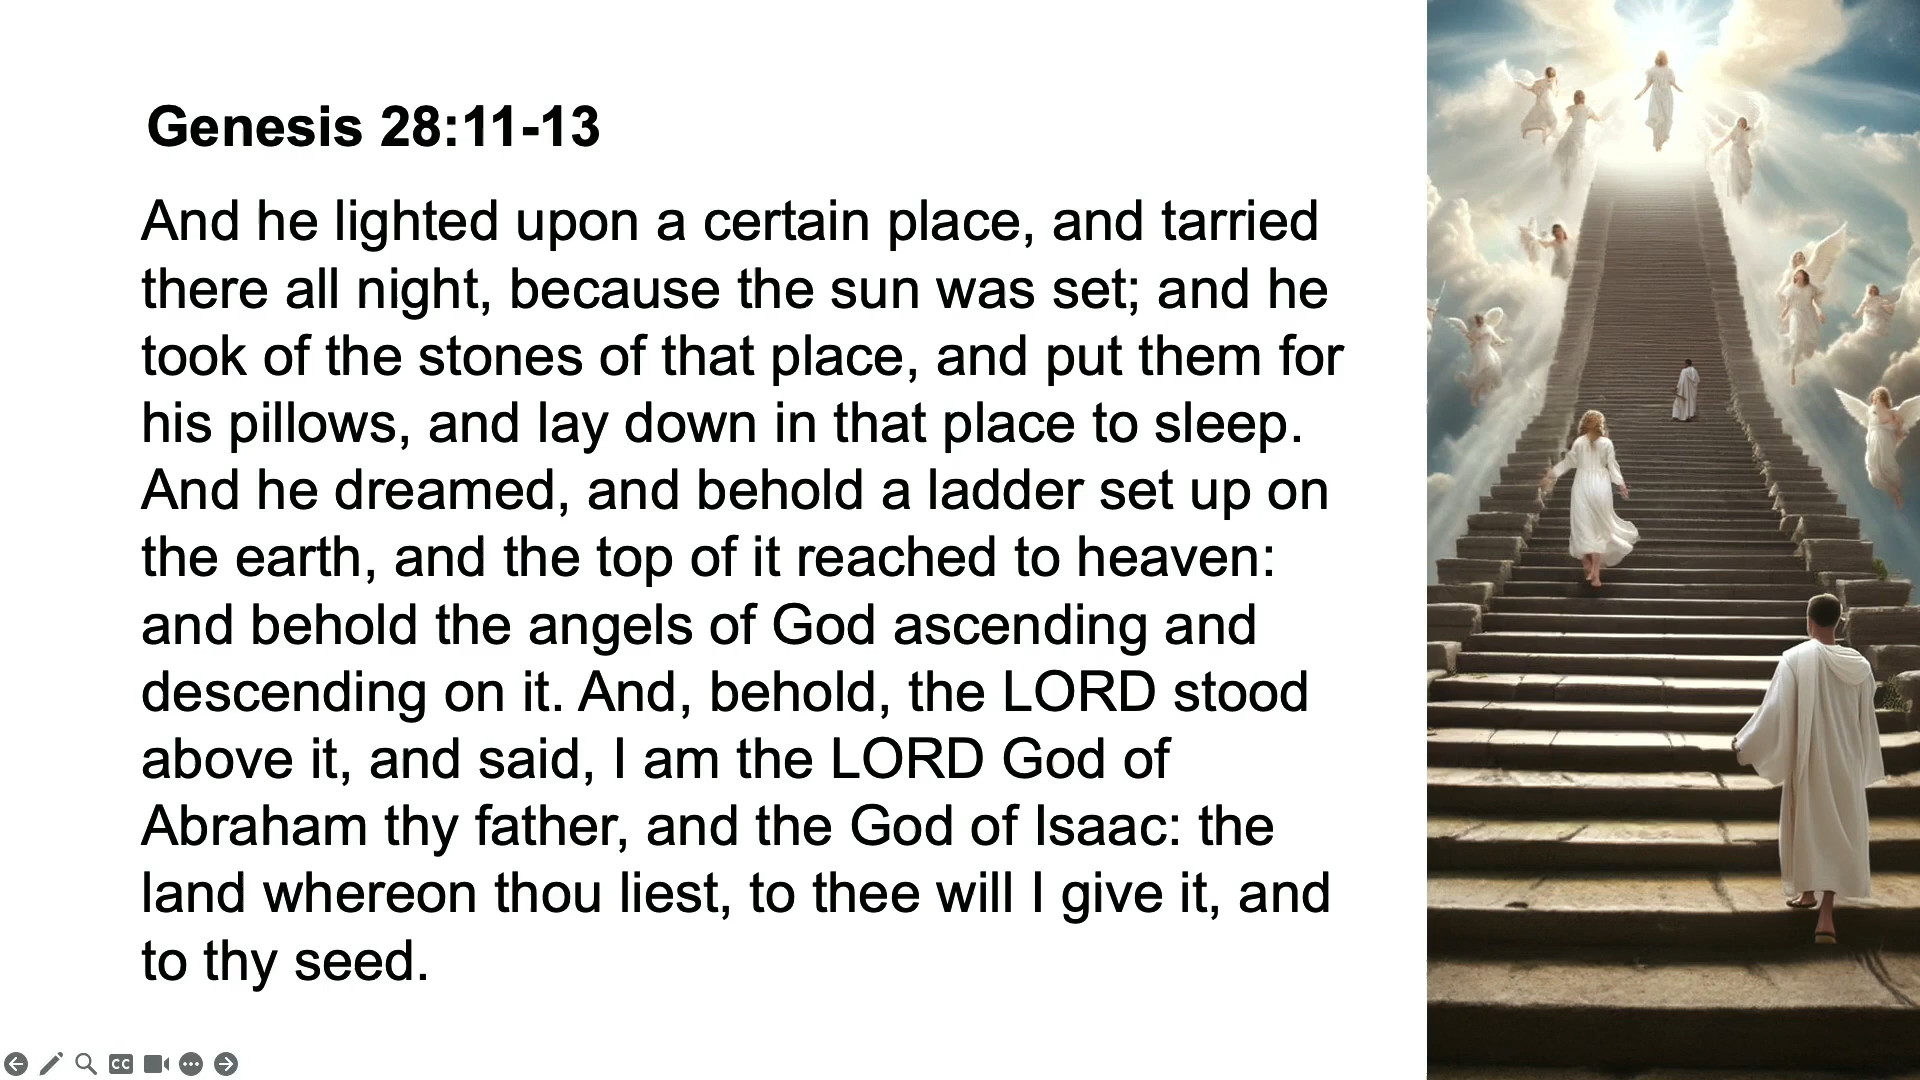 Genesis 28:11-13
And he lighted upon a certain place, and tarried
there all night, because the sun was set; and he
took of the stones of that place, and put them for
his pillows, and lay down in that place to sleep.
And he dreamed, and behold a ladder set up on
the earth, and the top of it reached to heaven:
and behold the angels of God ascending and
descending on it. And, behold, the LORD stood
above it, and said, I am the LORD God of
Abraham thy father, and the God of Isaac: the
land whereon thou liest, to thee will I give it, and
to thy seed.
CC